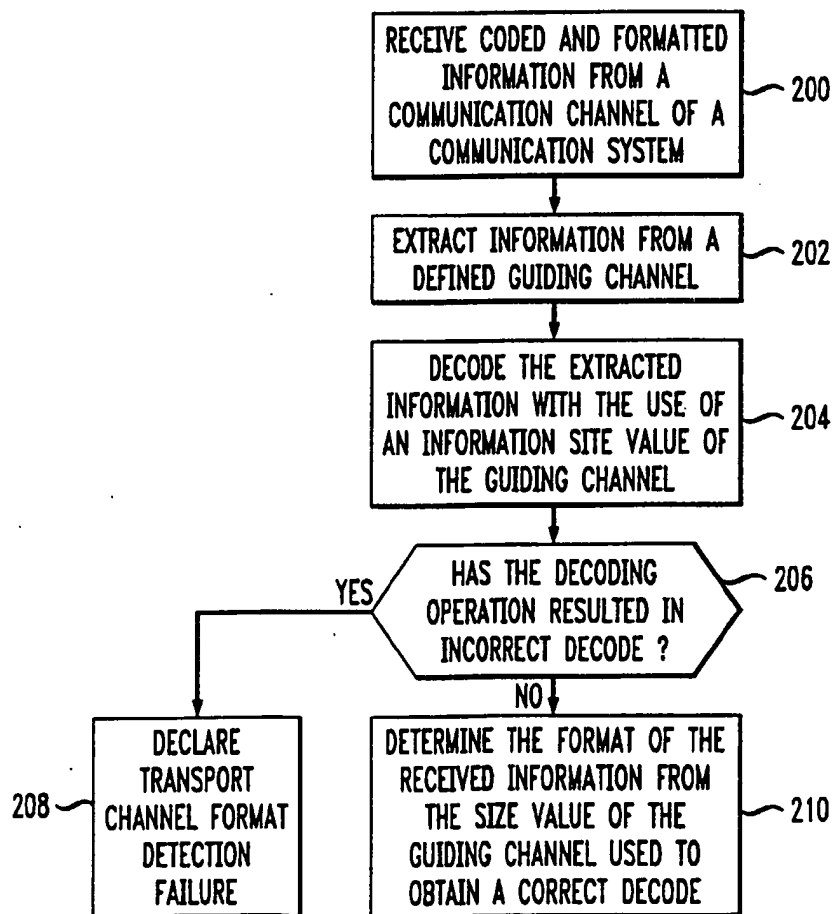 RECEIVE CODED AND FORMATTED
INFORMATION FROM A
COMMUNICATION CHANNEL OF A
COMMUNICATION SYSTEM
200
EXTRACT INFORMATION FROM A
DEFINED GUIDING CHANNEL
202
DECODE THE EXTRACTED
INFORMATION WITH THE USE OF
AN INFORMATION SITE VALUE OF
THE GUIDING CHANNEL
204
HAS THE DECODING
OPERATION RESULTED IN
INCORRECT DECODE ?
206
YES
NO
DECLARE
TRANSPORT
CHANNEL FORMAT
DETECTION
FAILURE
208
DETERMINE THE FORMAT OF THE
RECEIVED INFORMATION FROM
THE SIZE VALUE OF THE
GUIDING CHANNEL USED TO
OBTAIN A CORRECT DECODE
210